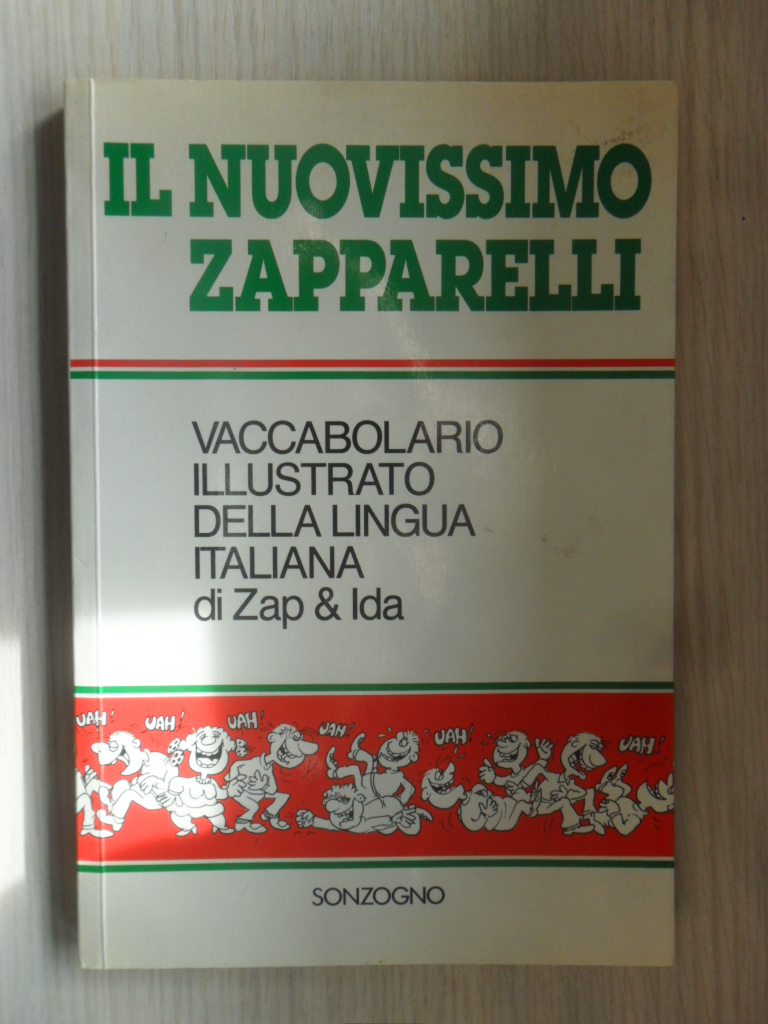 IL NUOVISSIMO
ZAPPARELLI
VACCABOLARIO
ILLUSTRATO
DELLA LINGUA
ITALIANA
di Zap & Ida
UAH! UAH! UAH! UAH! UAH! UAH!
SONZOGNO